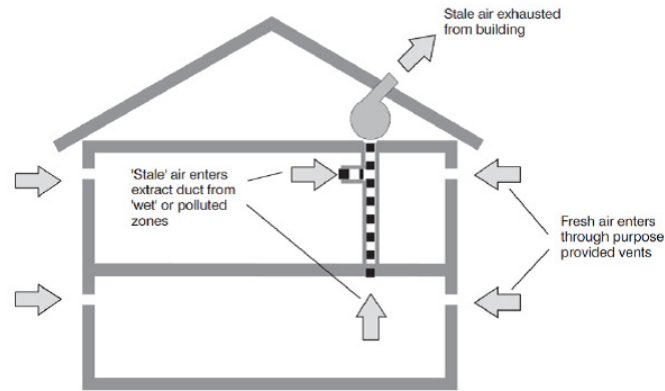 Stale air exhausted
from building
'Stale' air enters
extract duct from
'wet' or polluted
zones
Fresh air enters
through purpose
provided vents